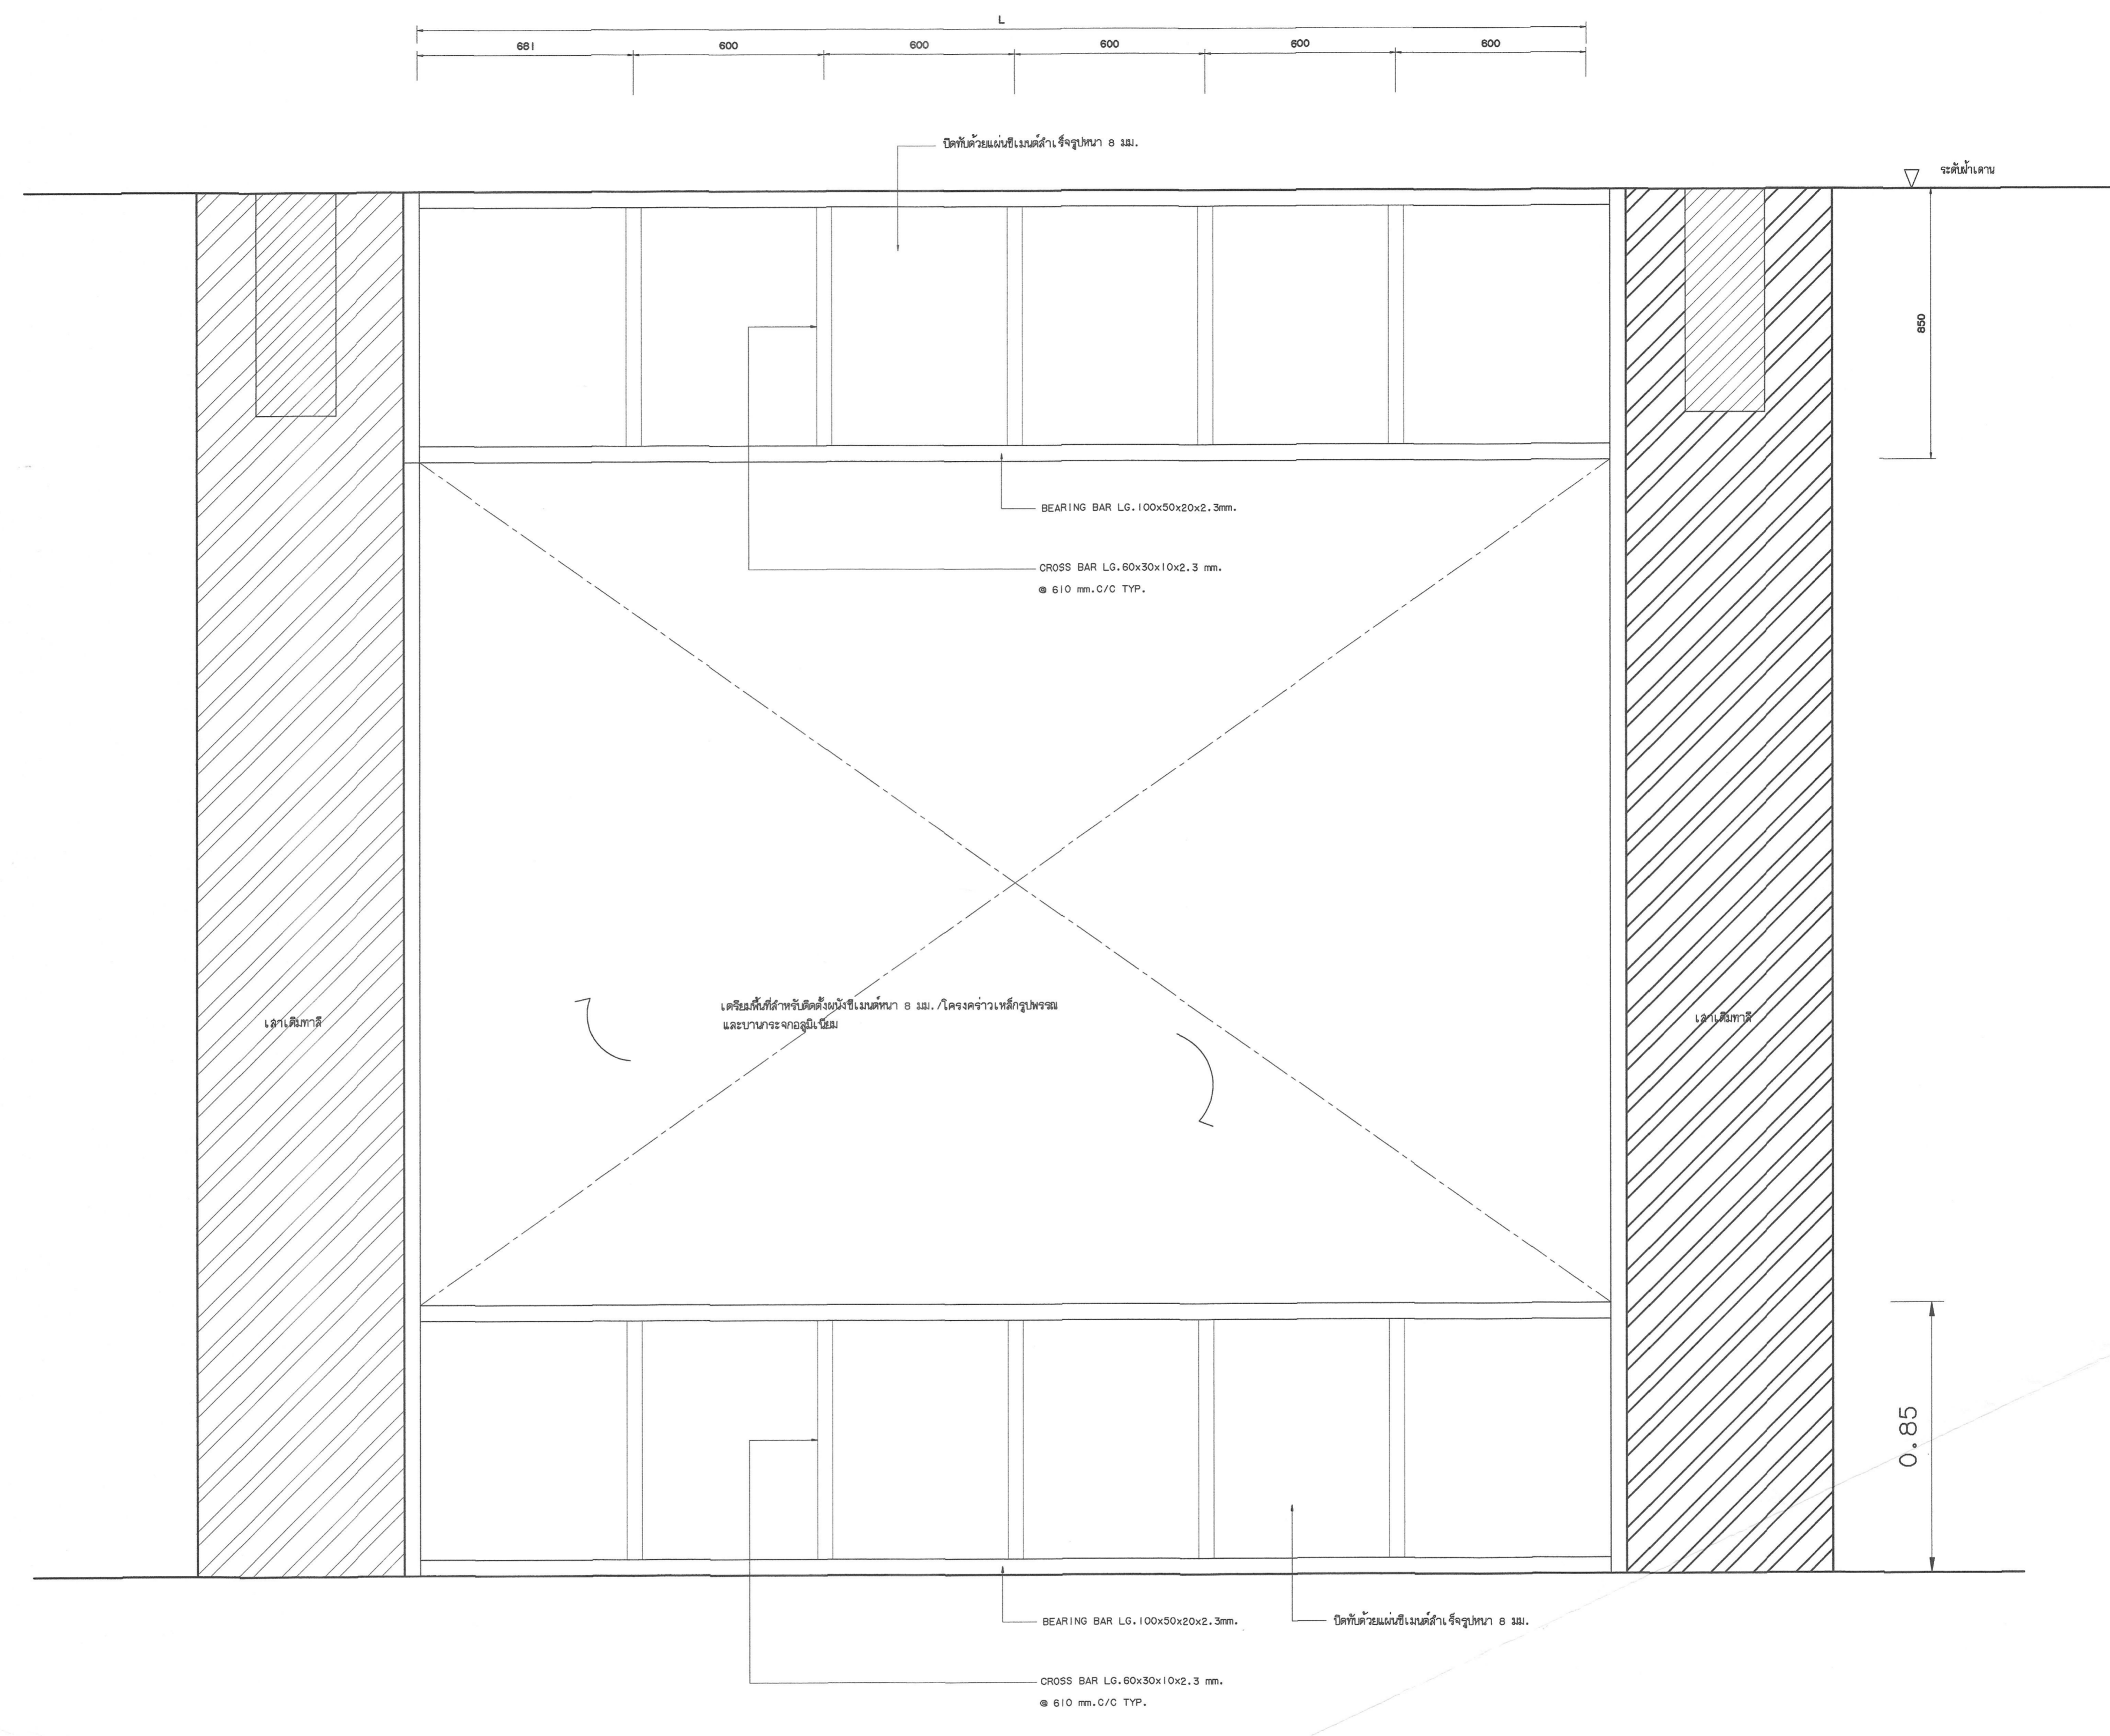 L
681 600 600 600 600 600
ปิดทับด้วยแผ่นซีเมนต์สำเร็จรูปหนา 8 มม.
ระดับฝ้าเดาน
850
BEARING BAR LG.100x50x20x2.3mm.
CROSS BAR LG.60x30x10x2.3 mm.
@ 610 mm.C/C TYP.
เตรียมพื้นที่สำหรับติดตั้งผนังซีเมนต์หนา 8 มม./โครงคร่าวเหล็กรูปพรรณ
และบานกระจกอลูมิเนียม
เสาเดิมทาสี
เสาเดิมทาสี
0.85
BEARING BAR LG.100x50x20x2.3mm.
ปิดทับด้วยแผ่นซีเมนต์สำเร็จรูปหนา 8 มม.
CROSS BAR LG.60x30x10x2.3 mm.
@ 610 mm.C/C TYP.